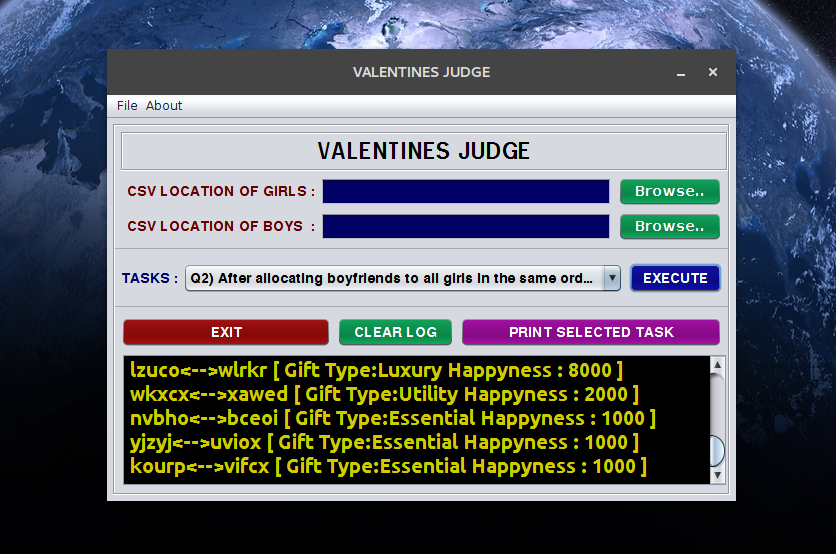 VALENTINES JUDGE
File About
VALENTINES JUDGE
CSV LOCATION OF GIRLS : Browse..
CSV LOCATION OF BOYS : Browse..
TASKS : Q2) After allocating boyfriends to all girls in the same ord... EXECUTE
EXIT CLEAR LOG PRINT SELECTED TASK
lzuco<-->wlrkr [ Gift Type:Luxury Happyness : 8000 ]
wkxcx<-->xawed [ Gift Type:Utility Happyness : 2000 ]
nvbho<-->bceoi [ Gift Type:Essential Happyness : 1000 ]
yjzyj<-->uviox [ Gift Type:Essential Happyness : 1000 ]
kourp<-->vifcx [ Gift Type:Essential Happyness : 1000 ]